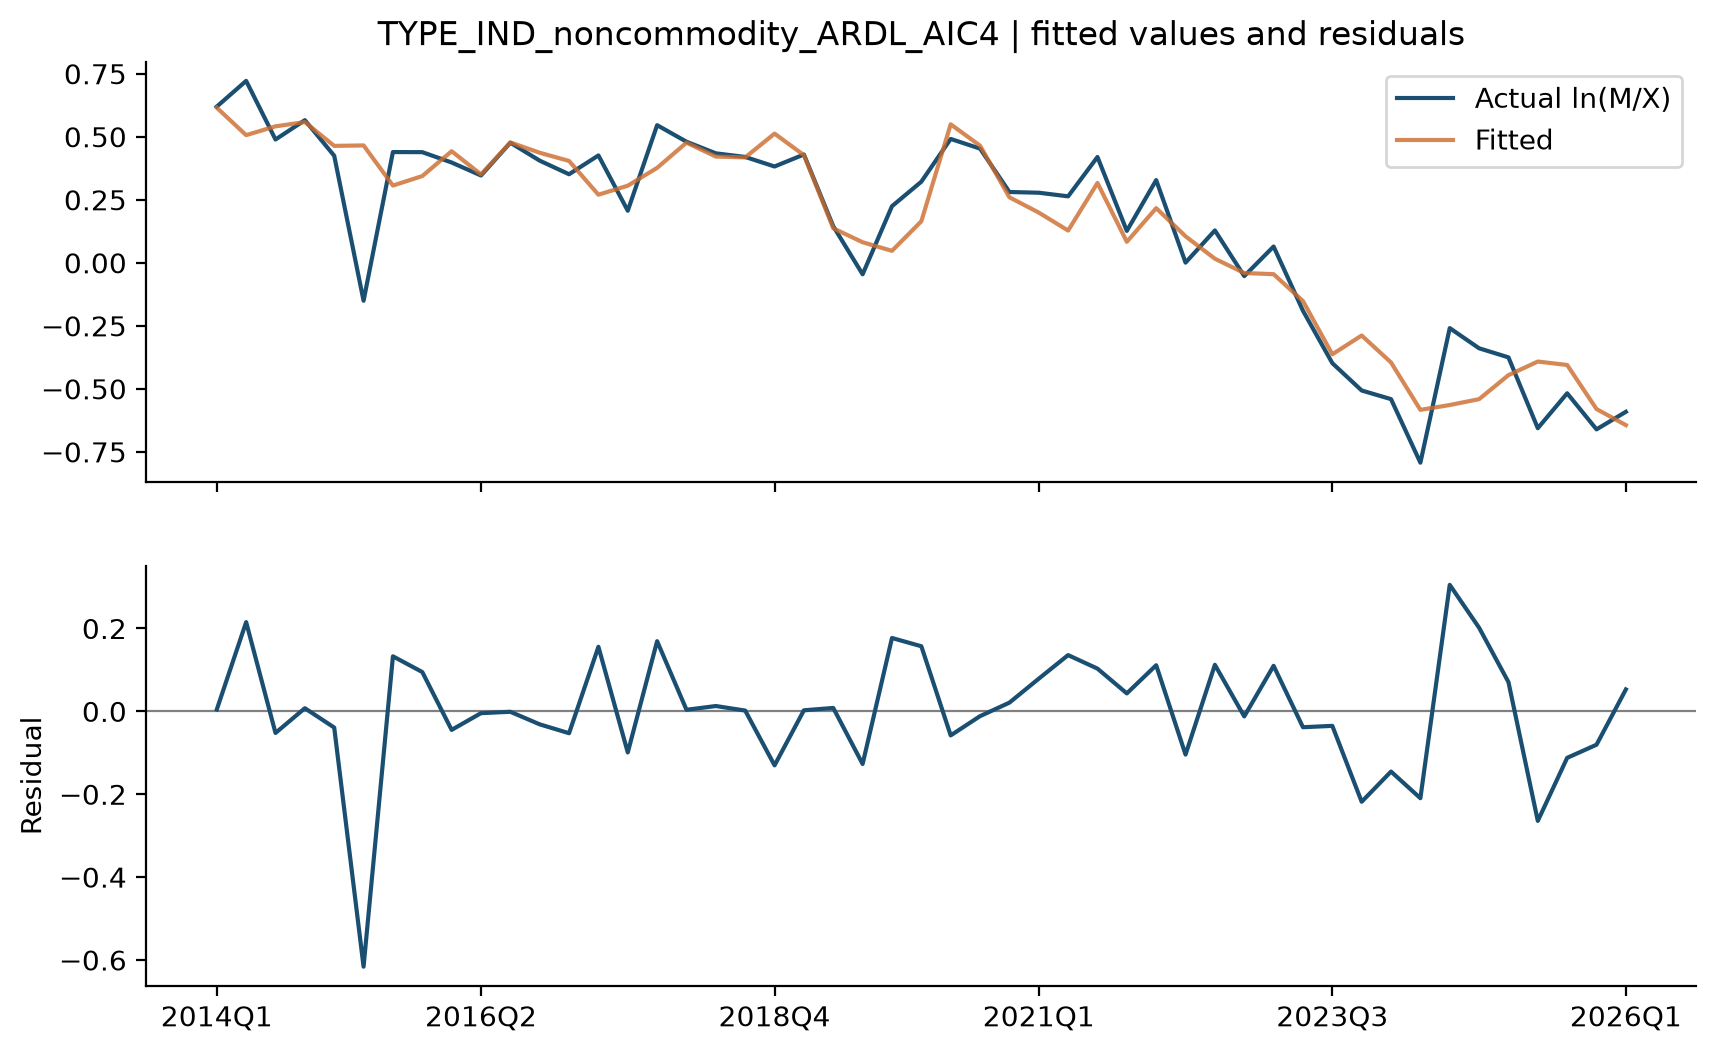 TYPE_IND_noncommodity_ARDL_AIC4 | fitted values and residuals
0.75
0.50
0.25
0.00
−0.25
−0.50
−0.75
Actual ln(M/X)
Fitted
Residual
0.2
0.0
−0.2
−0.4
−0.6
2014Q1 2016Q2 2018Q4 2021Q1 2023Q3 2026Q1